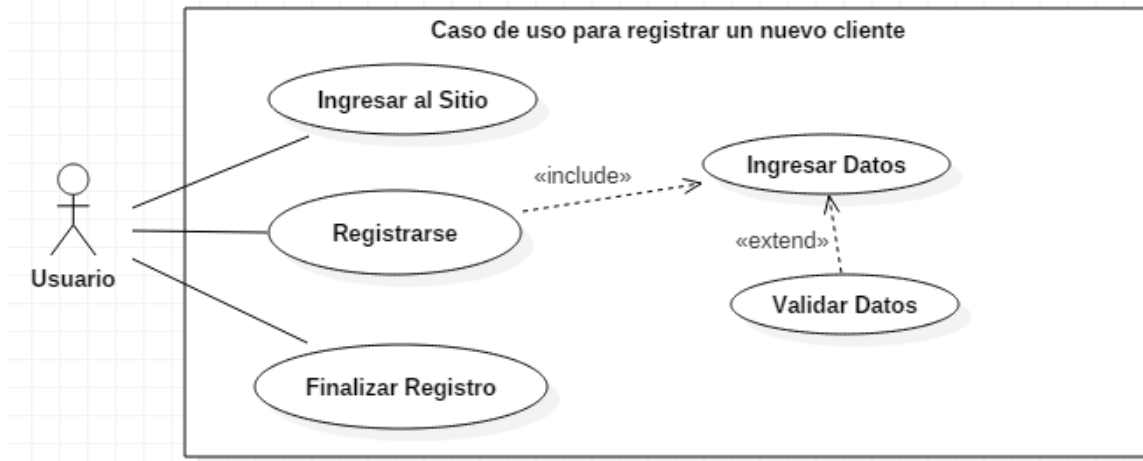 Caso de uso para registrar un nuevo cliente
Ingresar al Sitio
Ingresar Datos
«include»
Registrarse
«extend»
Usuario
Validar Datos
Finalizar Registro